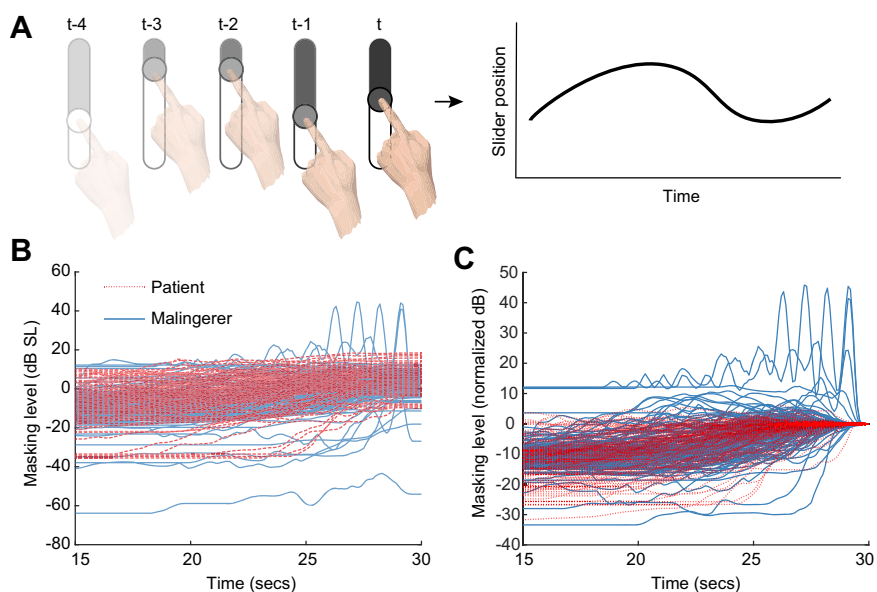 A
t-4 t-3 t-2 t-1 t
Slider position
Time
B
60
40
20
0
-20
-40
-60
-80
Masking level (dB SL)
Patient
Malingerer
15 20 25 30
Time (secs)
C
50
40
30
20
10
0
-10
-20
-30
-40
Masking level (normalized dB)
15 20 25 30
Time (secs)